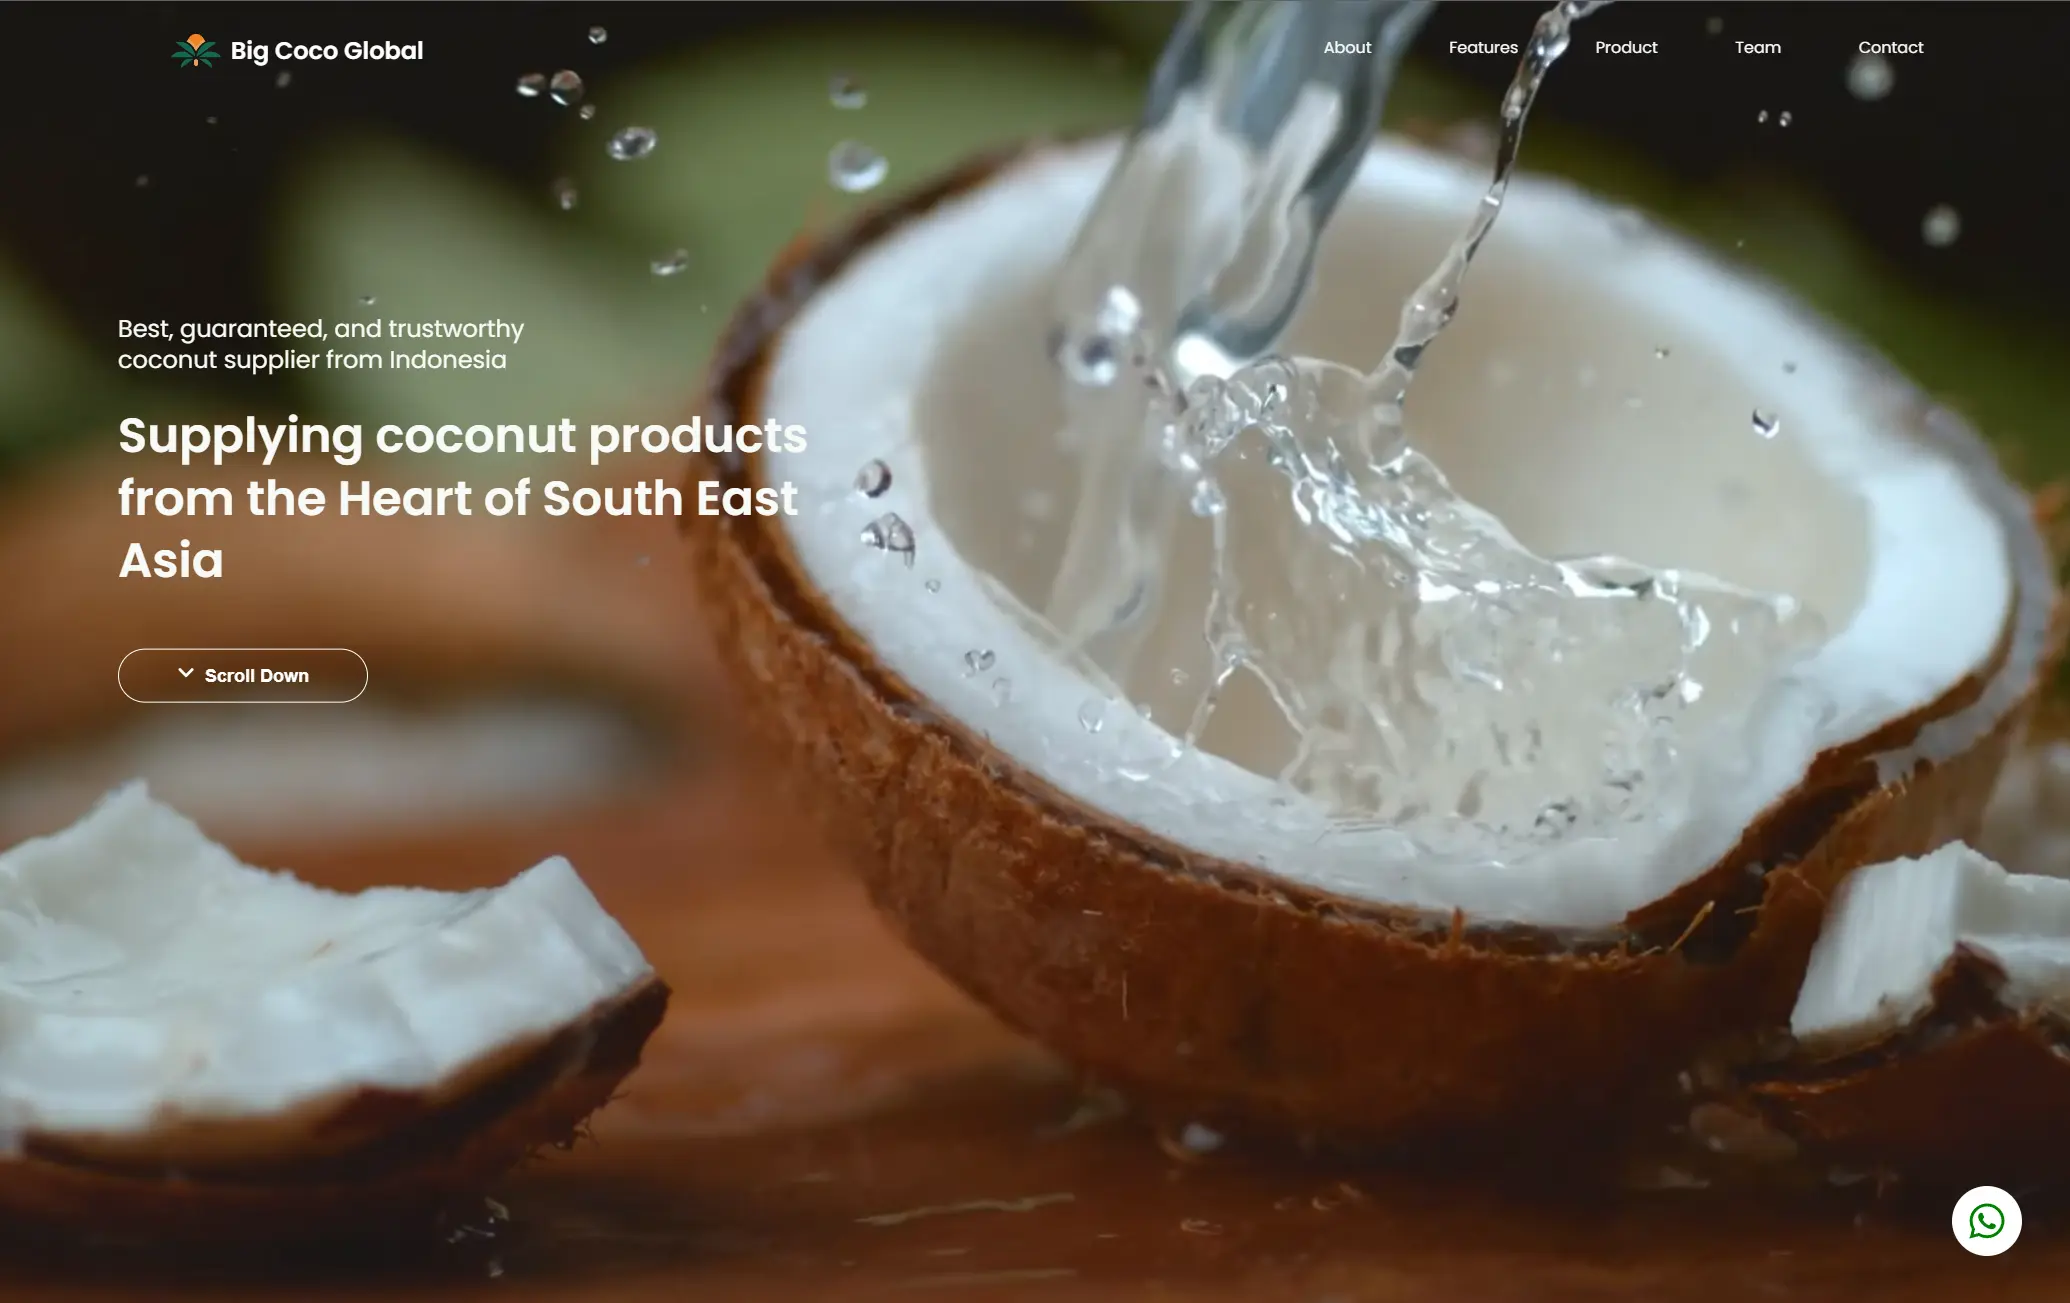 Big Coco Global
About
Features
Product
Team
Contact
Best, guaranteed, and trustworthy
coconut supplier from Indonesia
Supplying coconut products
from the Heart of South East
Asia
Scroll Down